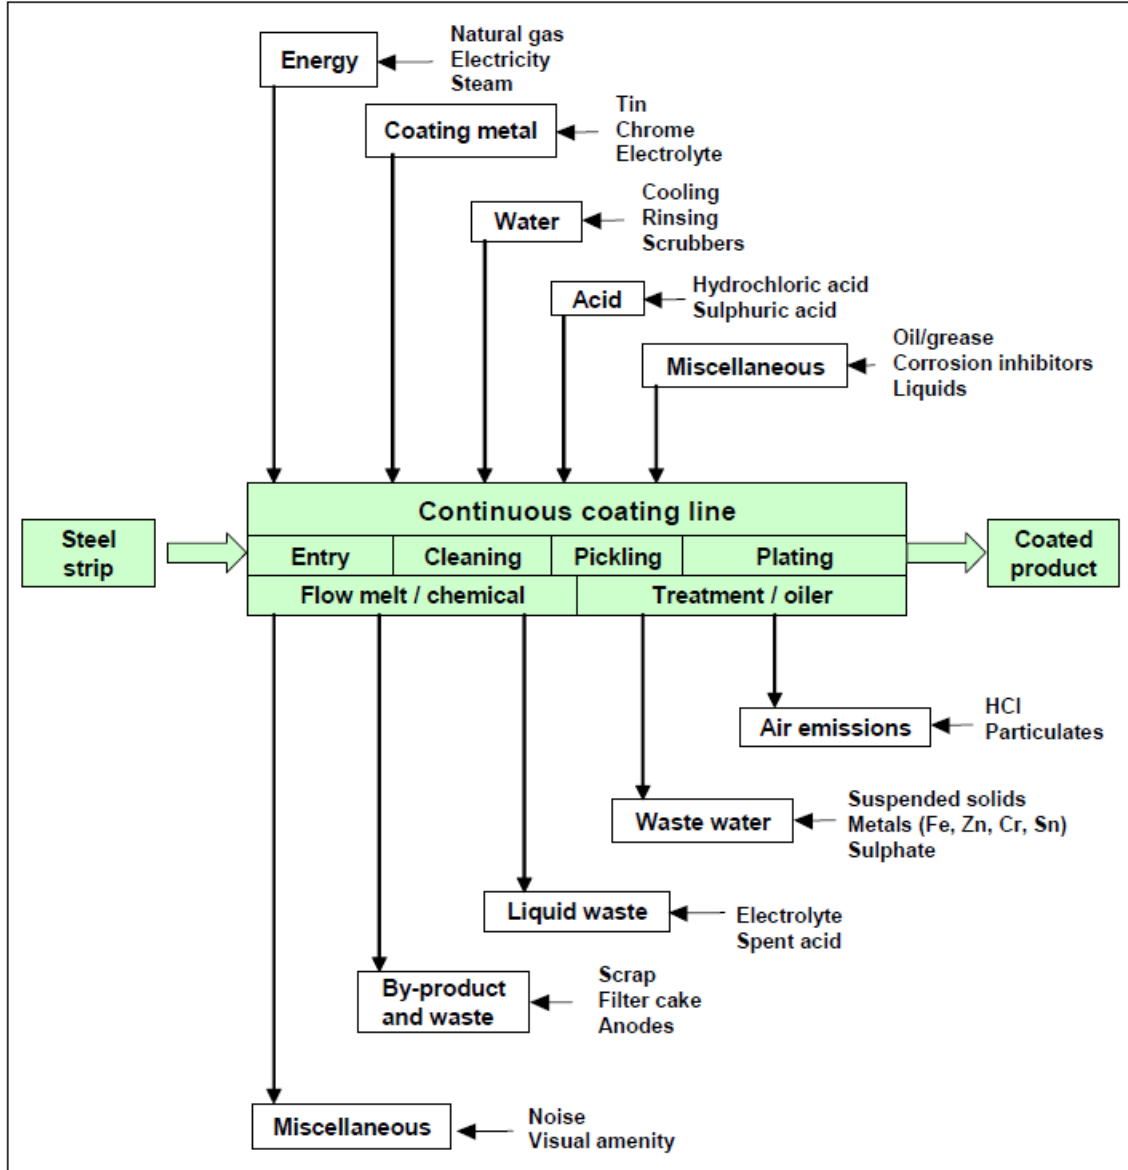 Energy
Natural gas
Electricity
Steam
Coating metal
Tin
Chrome
Electrolyte
Water
Cooling
Rinsing
Scrubbers
Acid
Hydrochloric acid
Sulphuric acid
Miscellaneous
Oil/grease
Corrosion inhibitors
Liquids
Steel
strip
Continuous coating line
Entry
Cleaning
Pickling
Plating
Flow melt / chemical
Treatment / oiler
Coated
product
Air emissions
HCl
Particulates
Waste water
Suspended solids
Metals (Fe, Zn, Cr, Sn)
Sulphate
Liquid waste
Electrolyte
Spent acid
By-product
and waste
Scrap
Filter cake
Anodes
Miscellaneous
Noise
Visual amenity